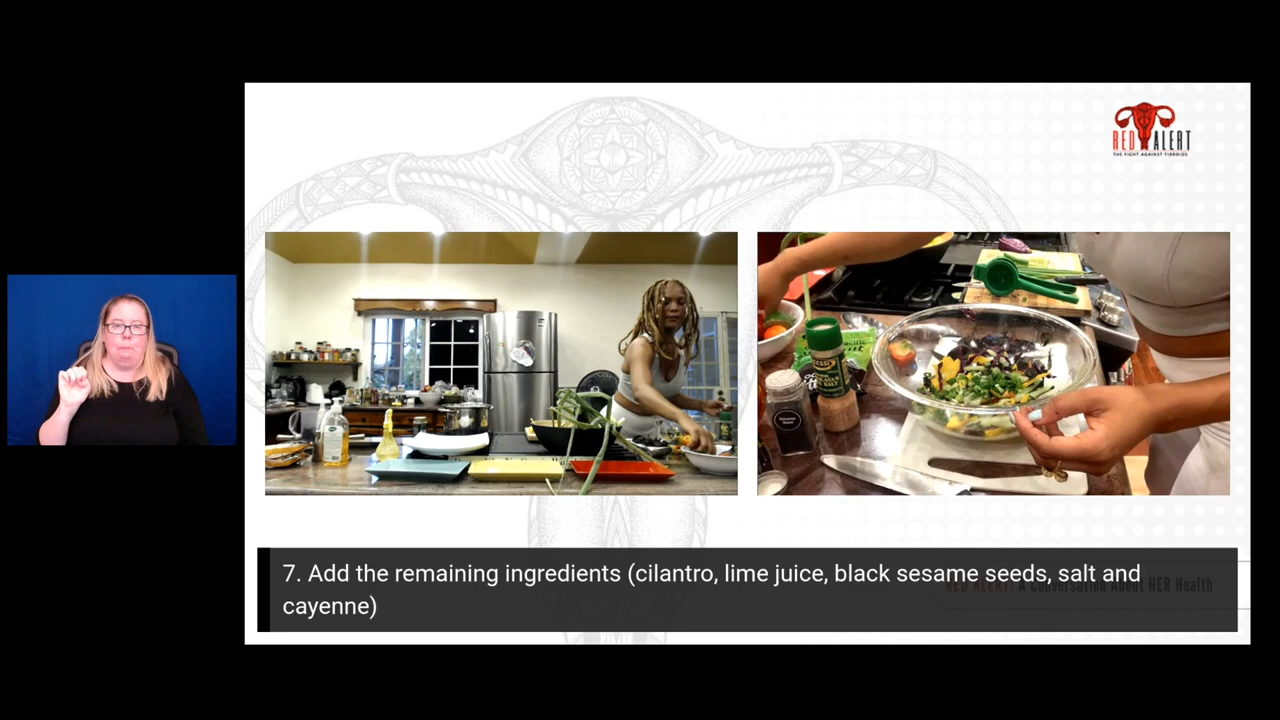 RED ALERT
THE FIGHT AGAINST FIBROIDS
7. Add the remaining ingredients (cilantro, lime juice, black sesame seeds, salt and
cayenne)
RED ALERT: A Conversation About HER Health